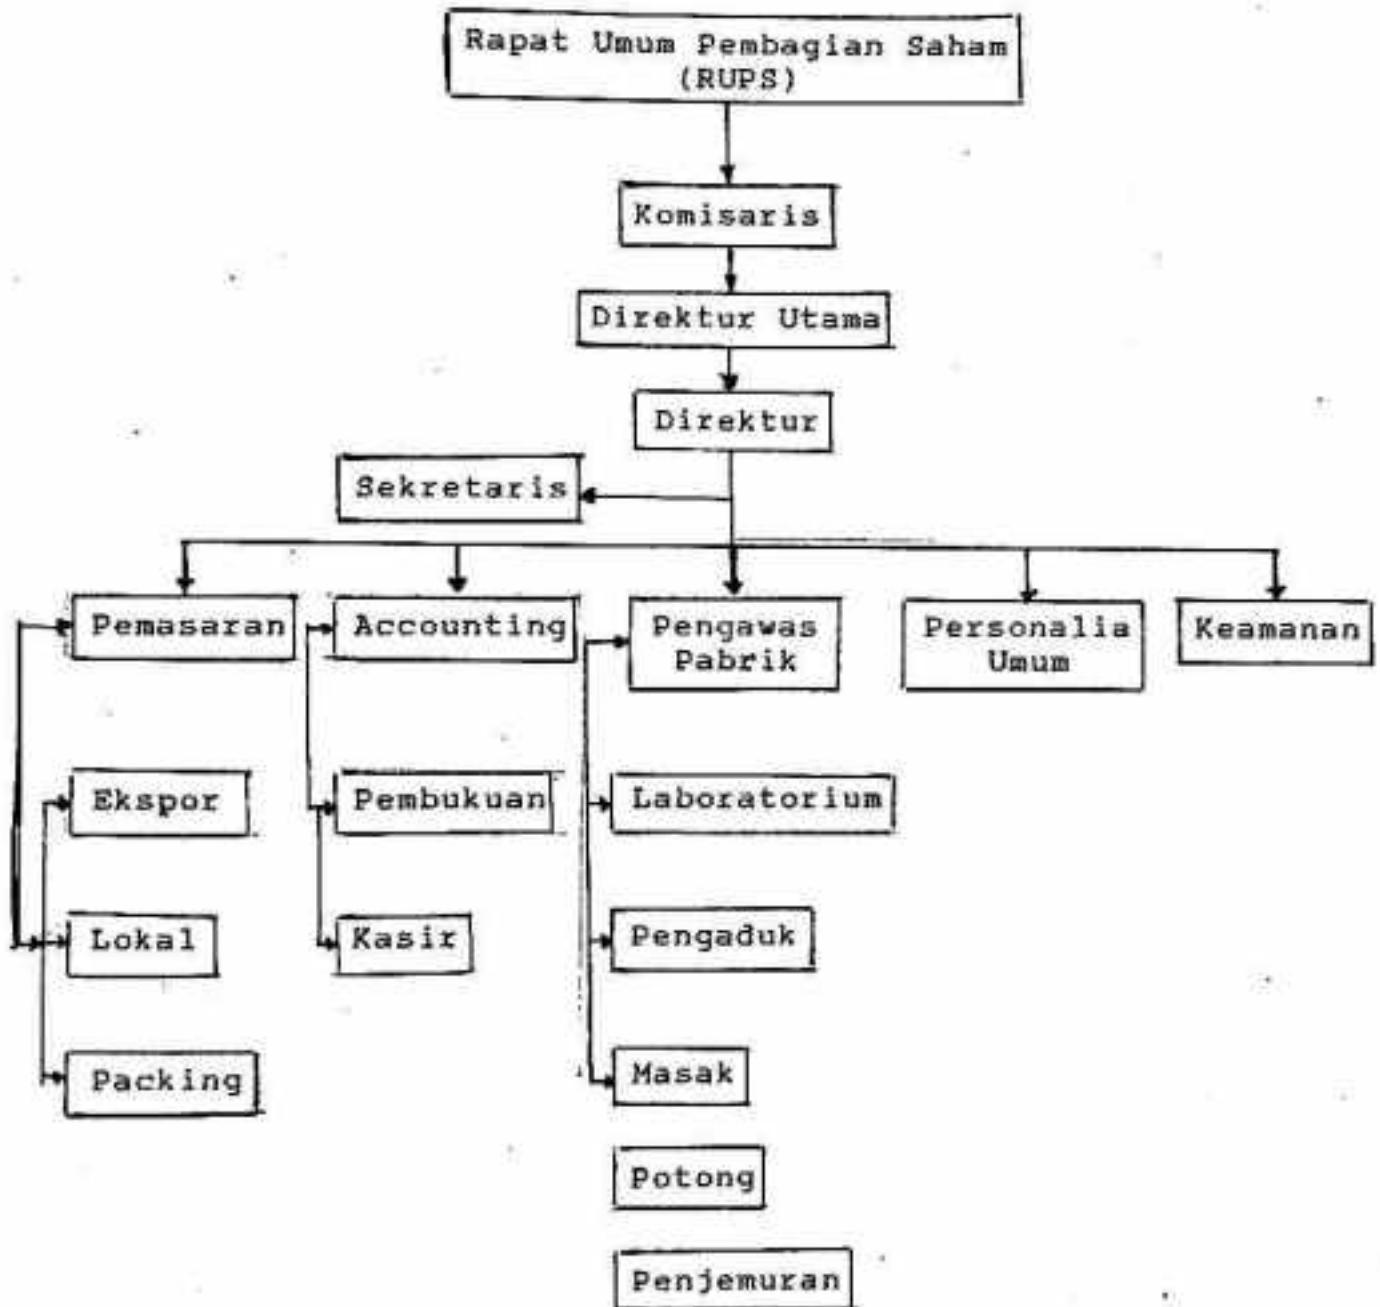 Rapat Umum Pembagian Saham
(RUPS)
Komisaris
Direktur Utama
Direktur
Sekretaris
Pemasaran
Accounting
Pengawas
Pabrik
Personalia
Umum
Keamanan
Ekspor
Pembukuan
Laboratorium
Lokal
Kasir
Pengaduk
Packing
Masak
Potong
Penjemuran